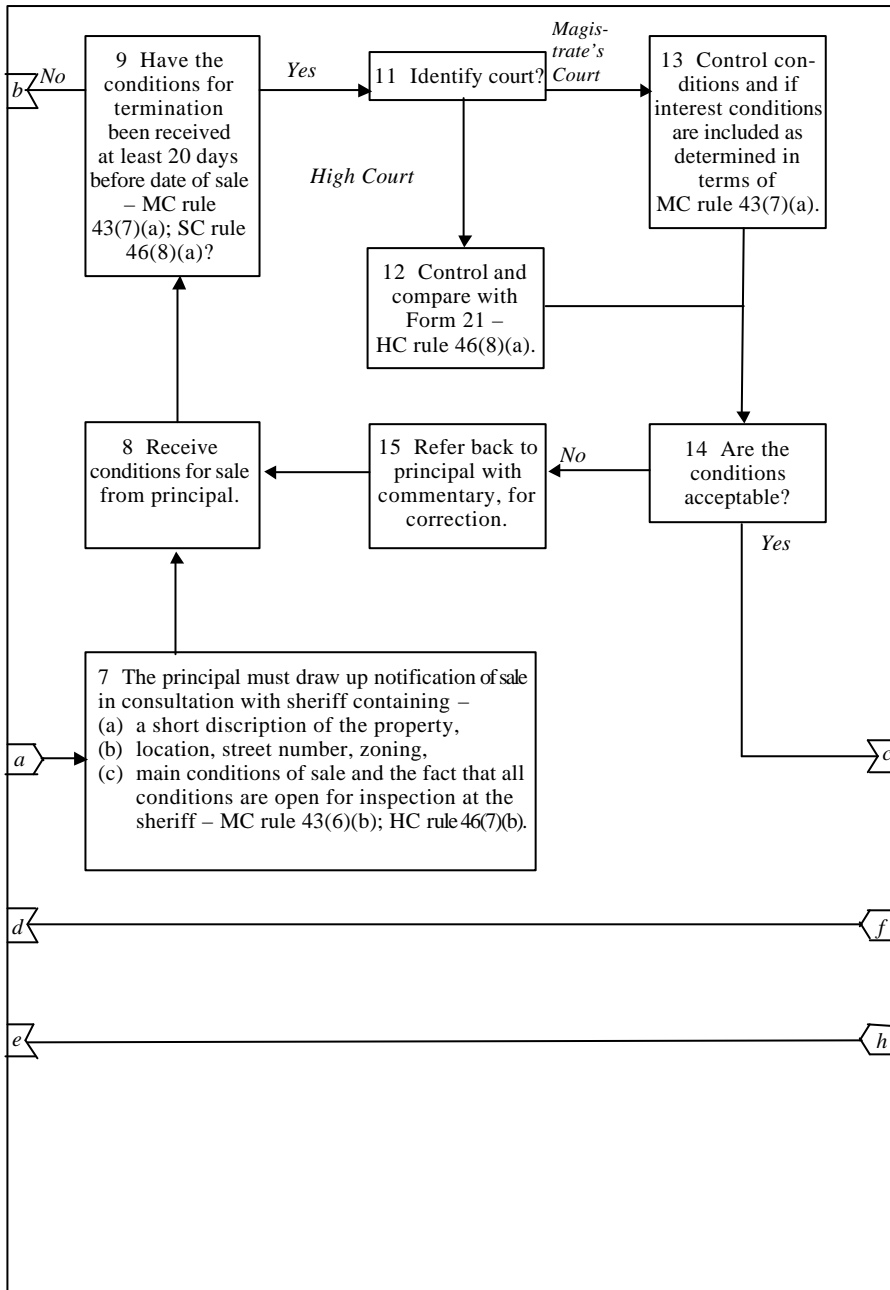 b
No
9 Have the
conditions for
termination
been received
at least 20 days
before date of sale
– MC rule
43(7)(a); SC rule
46(8)(a)?
Yes
11 Identify court?
Magis-
trate's
Court
13 Control con-
ditions and if
interest conditions
are included as
determined in
terms of
MC rule 43(7)(a).
High Court
12 Control and
compare with
Form 21 –
HC rule 46(8)(a).
8 Receive
conditions for sale
from principal.
15 Refer back to
principal with
commentary, for
correction.
No
14 Are the
conditions
acceptable?
Yes
7 The principal must draw up notification of sale
in consultation with sheriff containing –
(a) a short discription of the property,
(b) location, street number, zoning,
(c) main conditions of sale and the fact that all
conditions are open for inspection at the
sheriff – MC rule 43(6)(b); HC rule 46(7)(b).
a
c
d
f
e
h